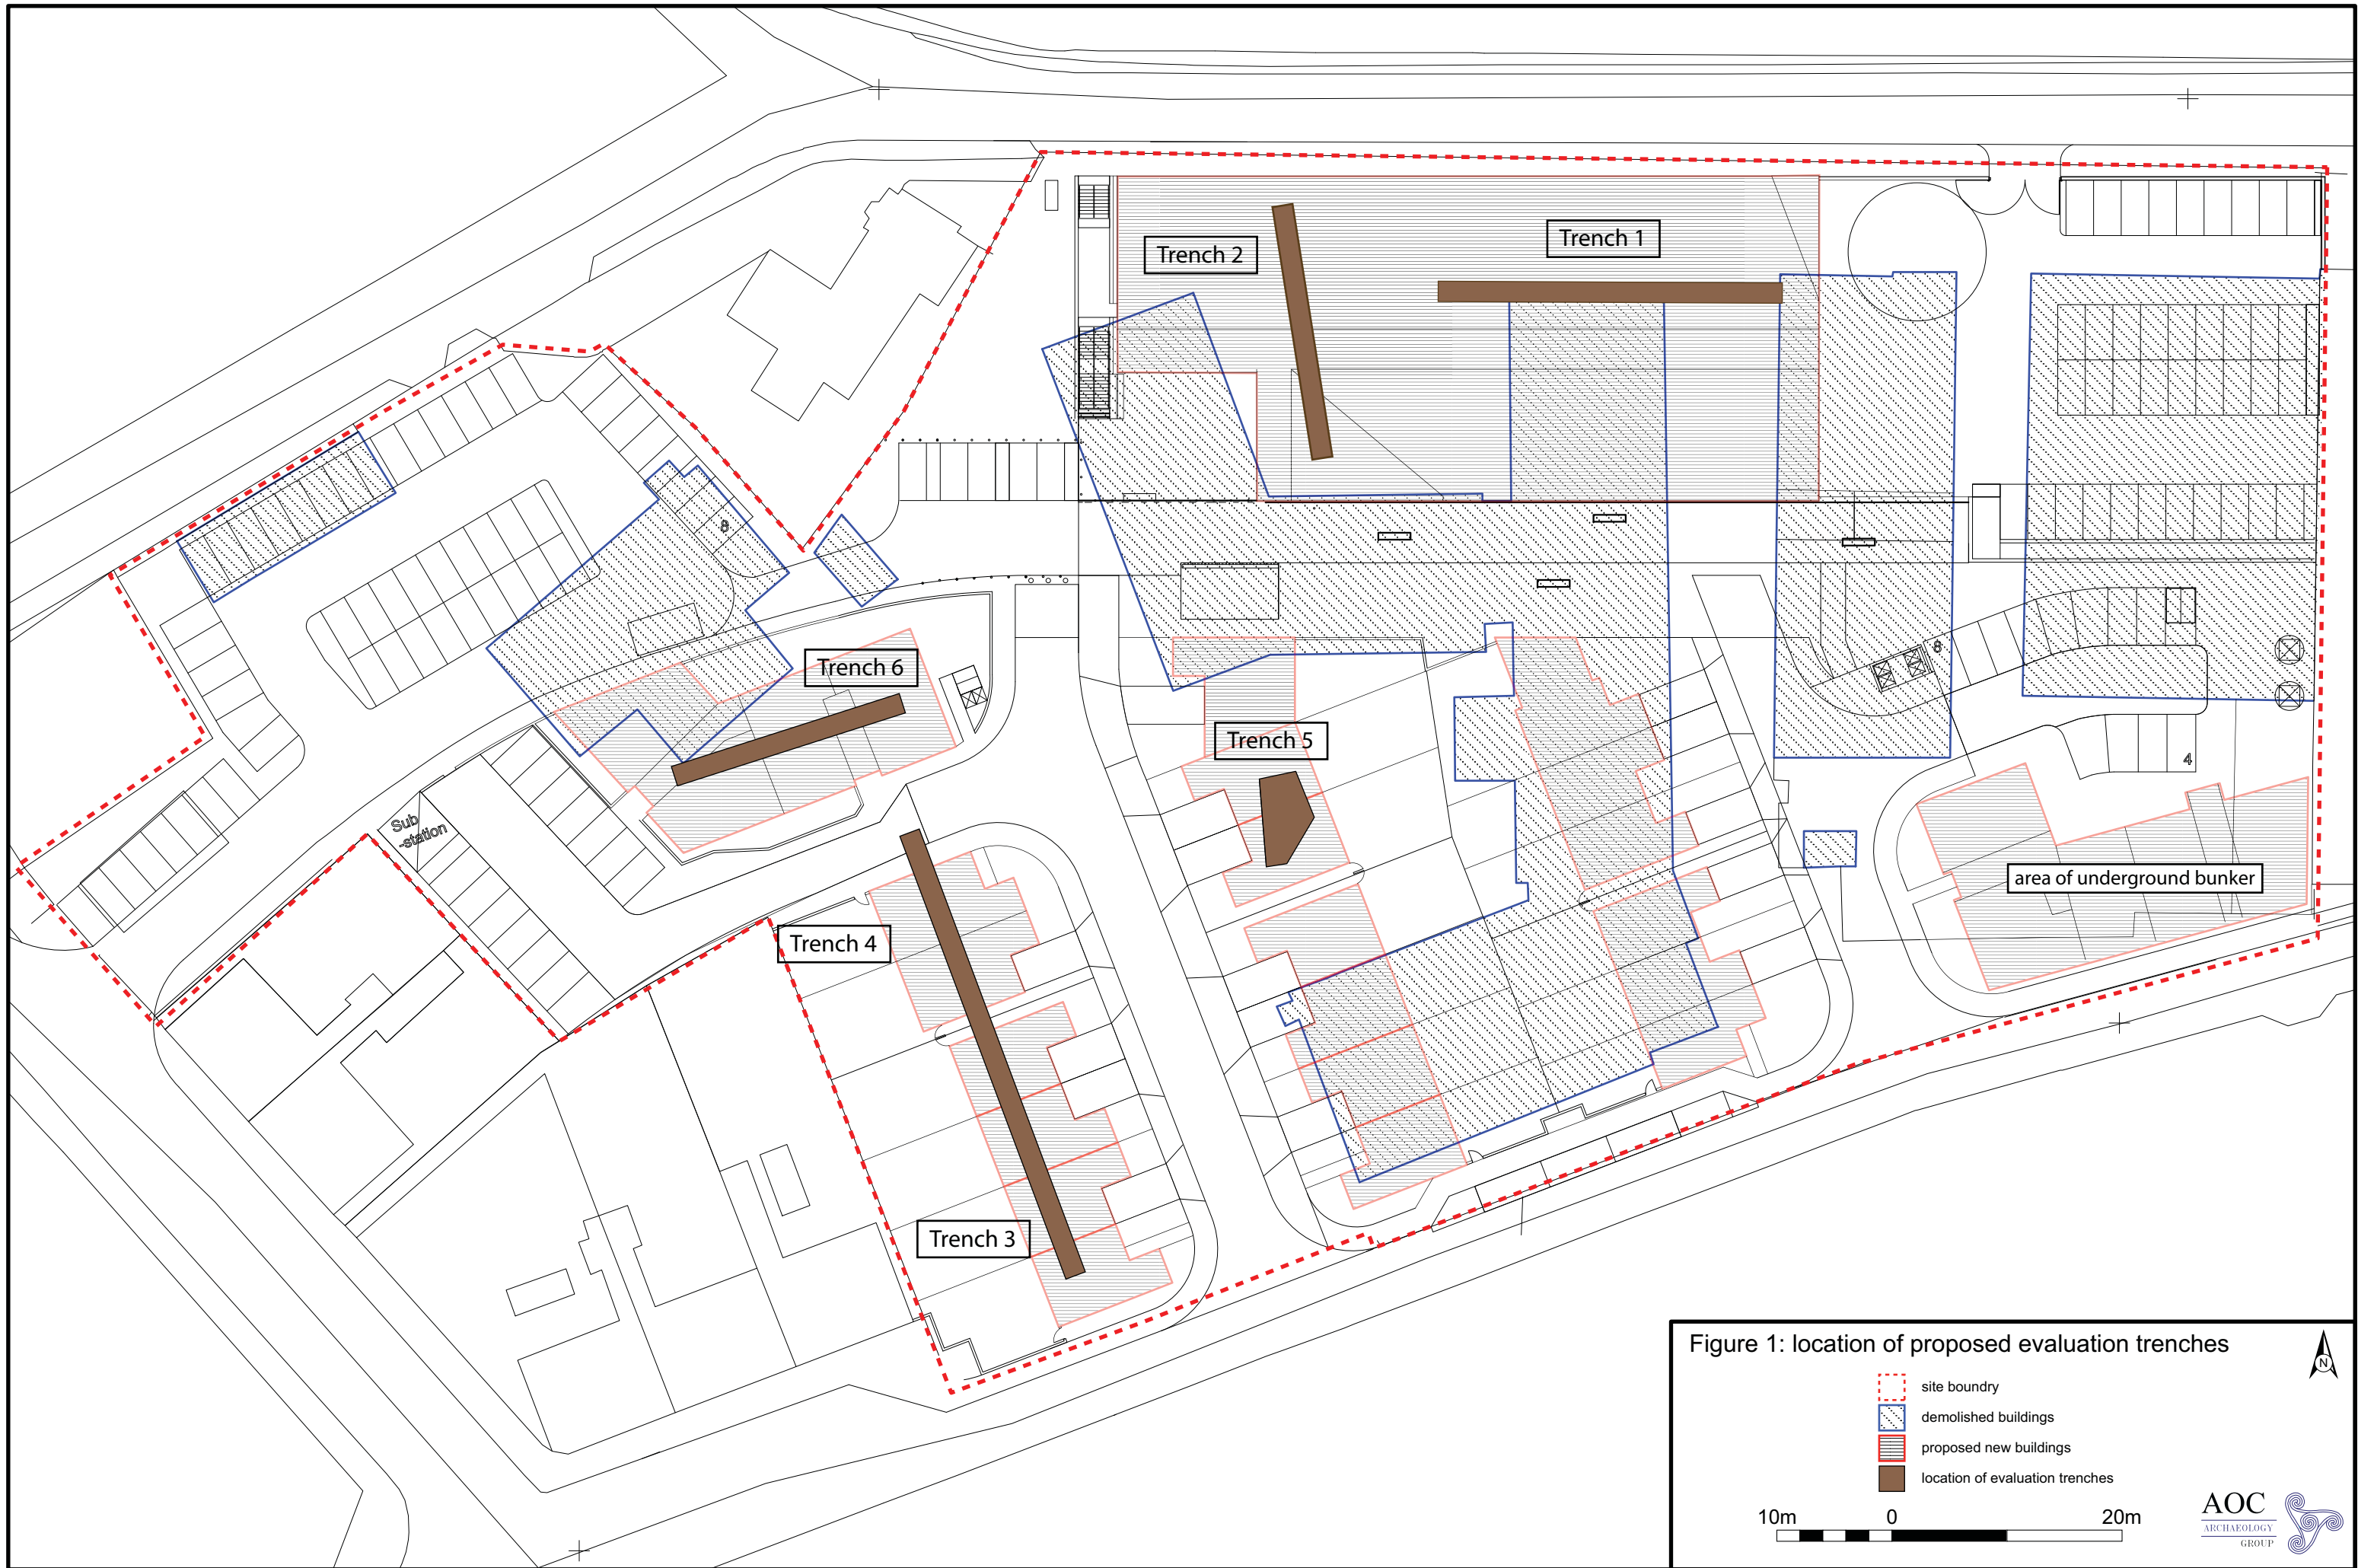 Trench 1
Trench 2
8
Trench 6
8
Trench 5
4
Sub
-station
area of underground bunker
Trench 4
Trench 3
Figure 1: location of proposed evaluation trenches
N
site boundry
demolished buildings
proposed new buildings
location of evaluation trenches
10m 0 20m
AOC
ARCHAEOLOGY
GROUP